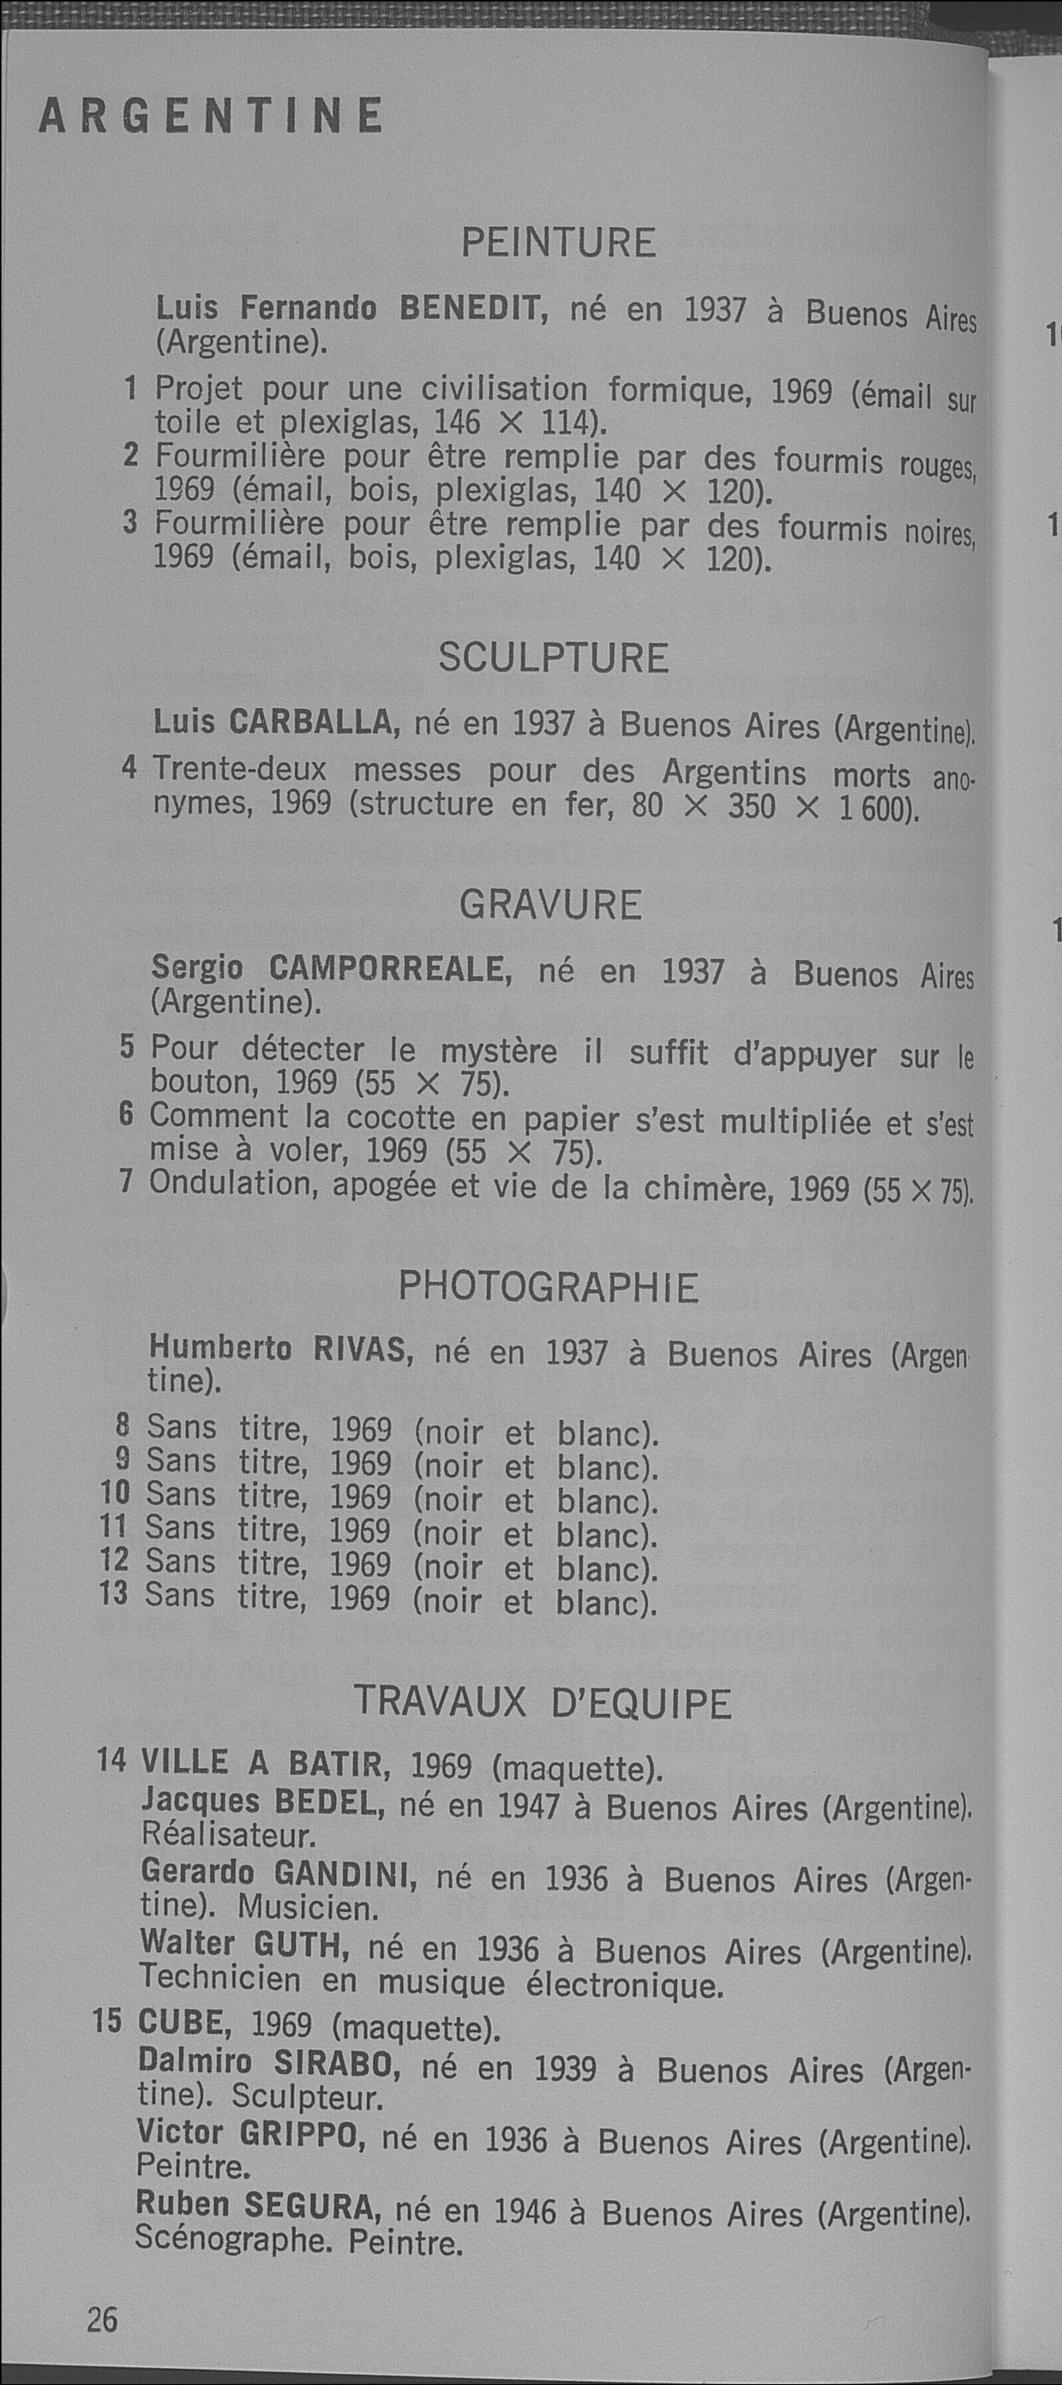 ARGENTINE
PEINTURE
Luis Fernando BENEDIT, né en 1937 à Buenos Aires
(Argentine).
1 Projet pour une civilisation formique, 1969 (émail sur
toile et plexiglas, 146 × 114).
2 Fourmilière pour être remplie par des fourmis rouges,
1969 (émail, bois, plexiglas, 140 × 120).
3 Fourmilière pour être remplie par des fourmis noires,
1969 (émail, bois, plexiglas, 140 × 120).
SCULPTURE
Luis CARBALLA, né en 1937 à Buenos Aires (Argentine).
4 Trente-deux messes pour des Argentins morts ano-
nymes, 1969 (structure en fer, 80 × 350 × 1 600).
GRAVURE
Sergio CAMPORREALE, né en 1937 à Buenos Aires
(Argentine).
5 Pour détecter le mystère il suffit d'appuyer sur le
bouton, 1969 (55 × 75).
6 Comment la cocotte en papier s'est multipliée et s'est
mise à voler, 1969 (55 × 75).
7 Ondulation, apogée et vie de la chimère, 1969 (55 × 75).
PHOTOGRAPHIE
Humberto RIVAS, né en 1937 à Buenos Aires (Argen
tine).
8 Sans titre, 1969 (noir et blanc).
9 Sans titre, 1969 (noir et blanc).
10 Sans titre, 1969 (noir et blanc).
11 Sans titre, 1969 (noir et blanc).
12 Sans titre, 1969 (noir et blanc).
13 Sans titre, 1969 (noir et blanc).
TRAVAUX D'EQUIPE
14 VILLE A BATIR, 1969 (maquette).
Jacques BEDEL, né en 1947 à Buenos Aires (Argentine).
Réalisateur.
Gerardo GANDINI, né en 1936 à Buenos Aires (Argen-
tine). Musicien.
Walter GUTH, né en 1936 à Buenos Aires (Argentine).
Technicien en musique électronique.
15 CUBE, 1969 (maquette).
Dalmiro SIRABO, né en 1939 à Buenos Aires (Argen-
tine). Sculpteur.
Victor GRIPPO, né en 1936 à Buenos Aires (Argentine).
Peintre.
Ruben SEGURA, né en 1946 à Buenos Aires (Argentine).
Scénographe. Peintre.
26